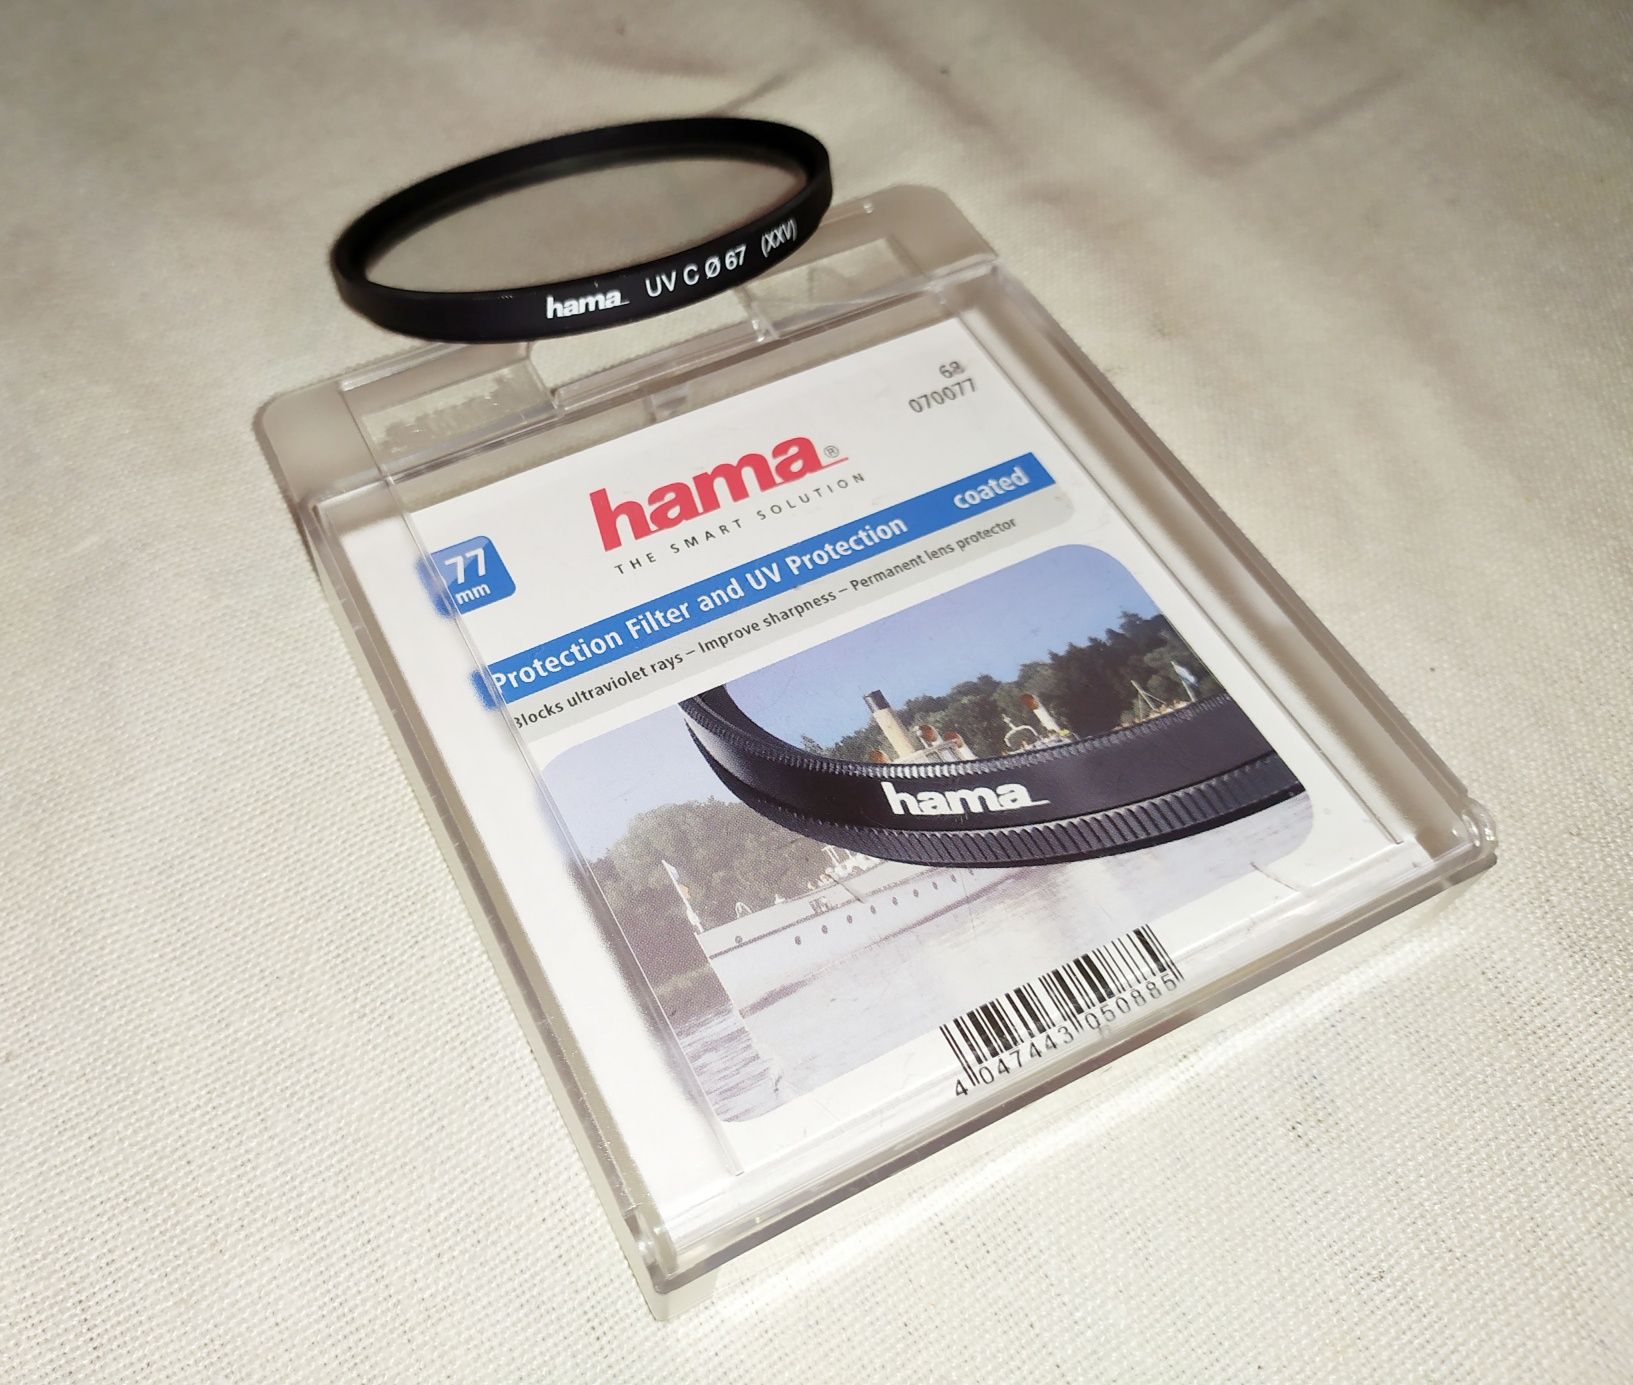 hama UV C Ø 67 (XXV)
68
070077
hama®
THE SMART SOLUTION
77
mm
Protection Filter and UV Protection coated
Blocks ultraviolet rays – Improve sharpness – Permanent lens protector
hama
4 047443 050885